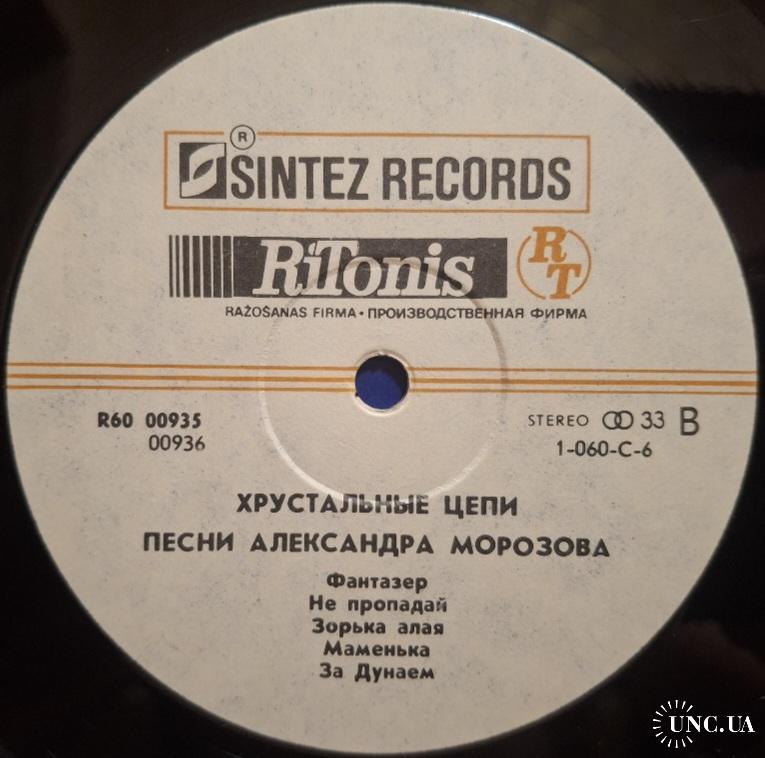 ®
SINTEZ RECORDS
RiTonis RT
RAŽOŠANAS FIRMA • ПРОИЗВОДСТВЕННАЯ ФИРМА
R60 00935
00936
STEREO 33 B
1-060-C-6
ХРУСТАЛЬНЫЕ ЦЕПИ
ПЕСНИ АЛЕКСАНДРА МОРОЗОВА
Фантазер
Не пропадай
Зорька алая
Маменька
За Дунаем
UNC.UA